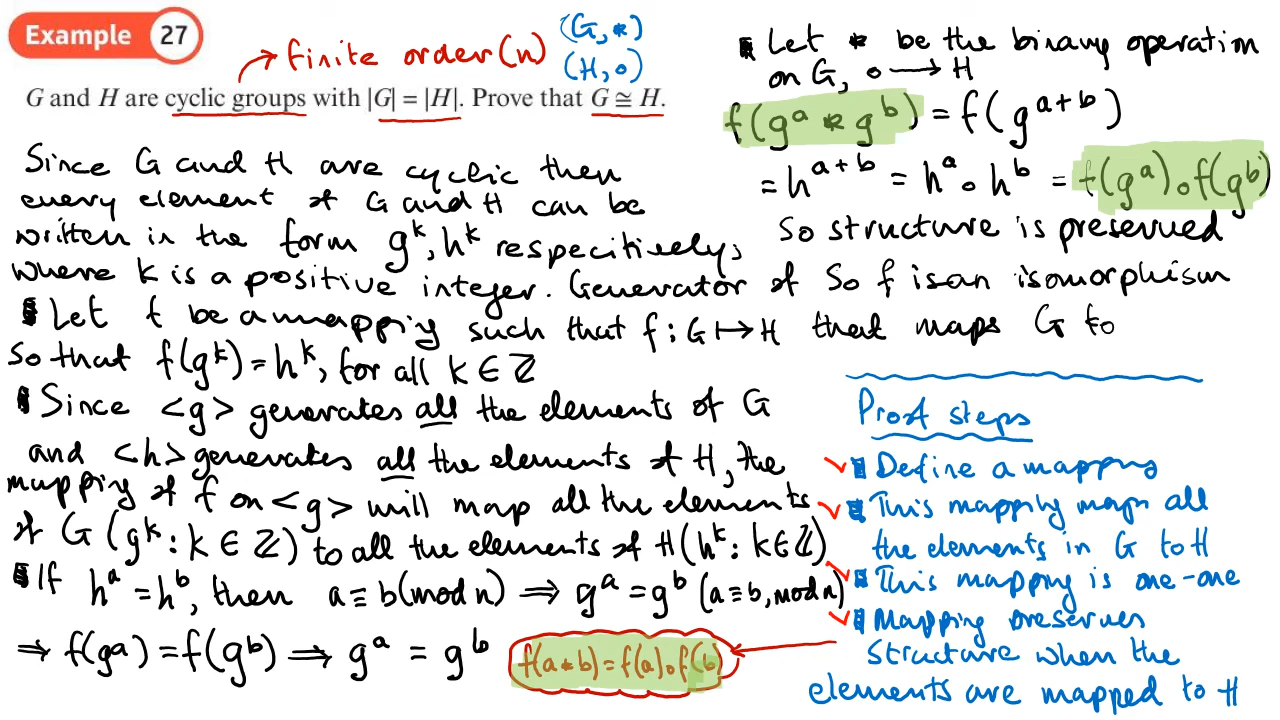 Example 27
finite order(n)
(G, *)
(H, o)
G and H are cyclic groups with |G| = |H|. Prove that G ≅ H.
Since G and H are cyclic then
every element of G and H can be
written in the form g^k, h^k respecitively,
where k is a positive integer. Generator of
Let f be a mapping such that f : G ↦ H that maps G to
So that f(g^k) = h^k, for all k ∈ ℤ
Since <g> generates all the elements of G
and <h> generates all the elements of H, the
mapping of f on <g> will map all the elements
of G (g^k : k ∈ ℤ) to all the elements of H (h^k : k ∈ ℤ)
If h^a = h^b, then a ≡ b (mod n) ⟹ g^a = g^b (a ≡ b, mod n)
⟹ f(g^a) = f(g^b) ⟹ g^a = g^b
f(a * b) = f(a) o f(b)
Let * be the binary operation
on G, o ⟶ H
f(g^a * g^b) = f(g^{a+b})
= h^{a+b} = h^a o h^b = f(g^a) o f(g^b)
So structure is preserved
So f is an isomorphism
Proof steps
Define a mapping
This mapping maps all
the elements in G to H
This mapping is one-one
Mapping preserves
structure when the
elements are mapped to H